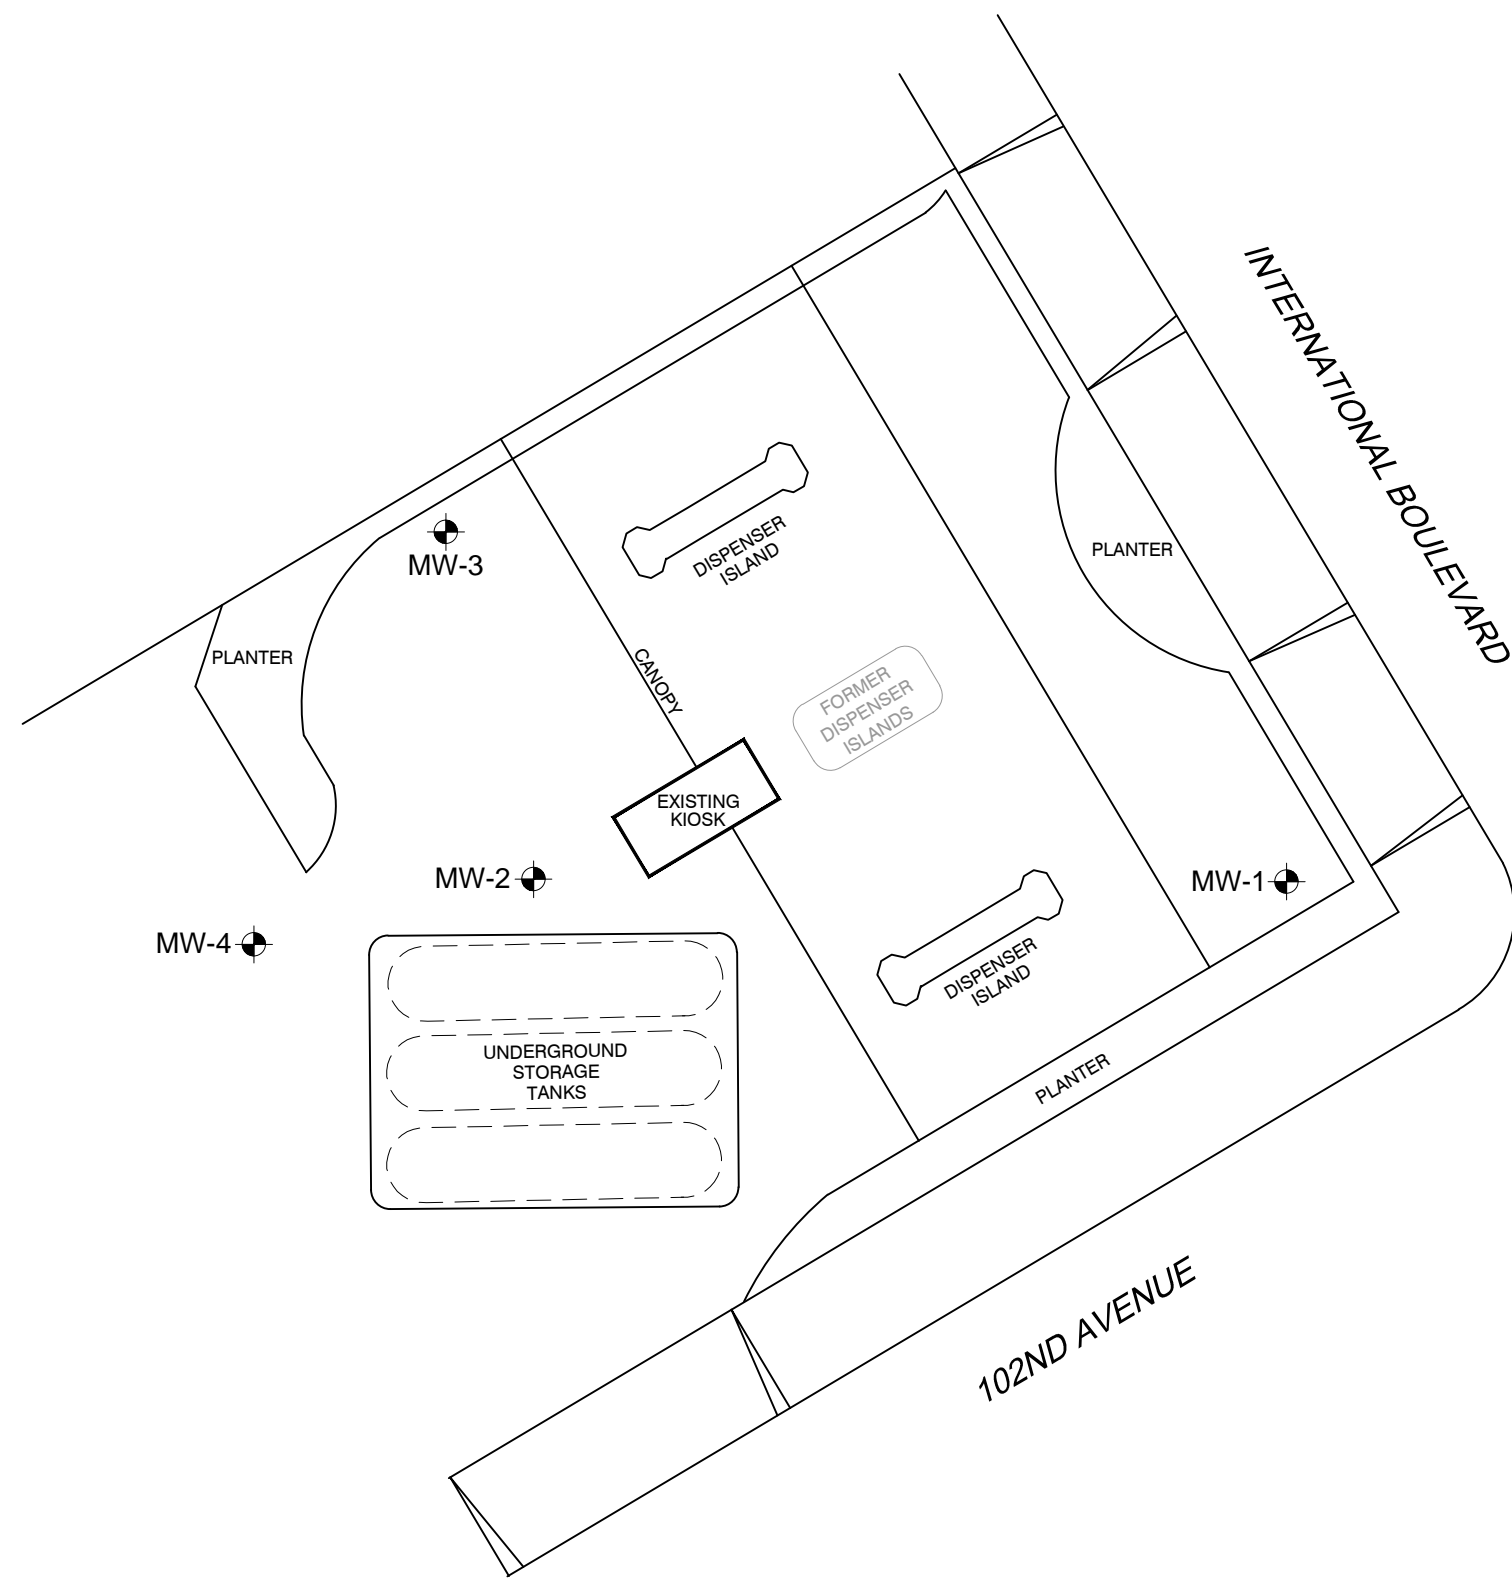 INTERNATIONAL BOULEVARD
DISPENSER
ISLAND
MW-3
PLANTER
PLANTER
CANOPY
FORMER
DISPENSER
ISLANDS
EXISTING
KIOSK
MW-2
MW-1
MW-4
DISPENSER
ISLAND
UNDERGROUND
STORAGE
TANKS
PLANTER
102ND AVENUE